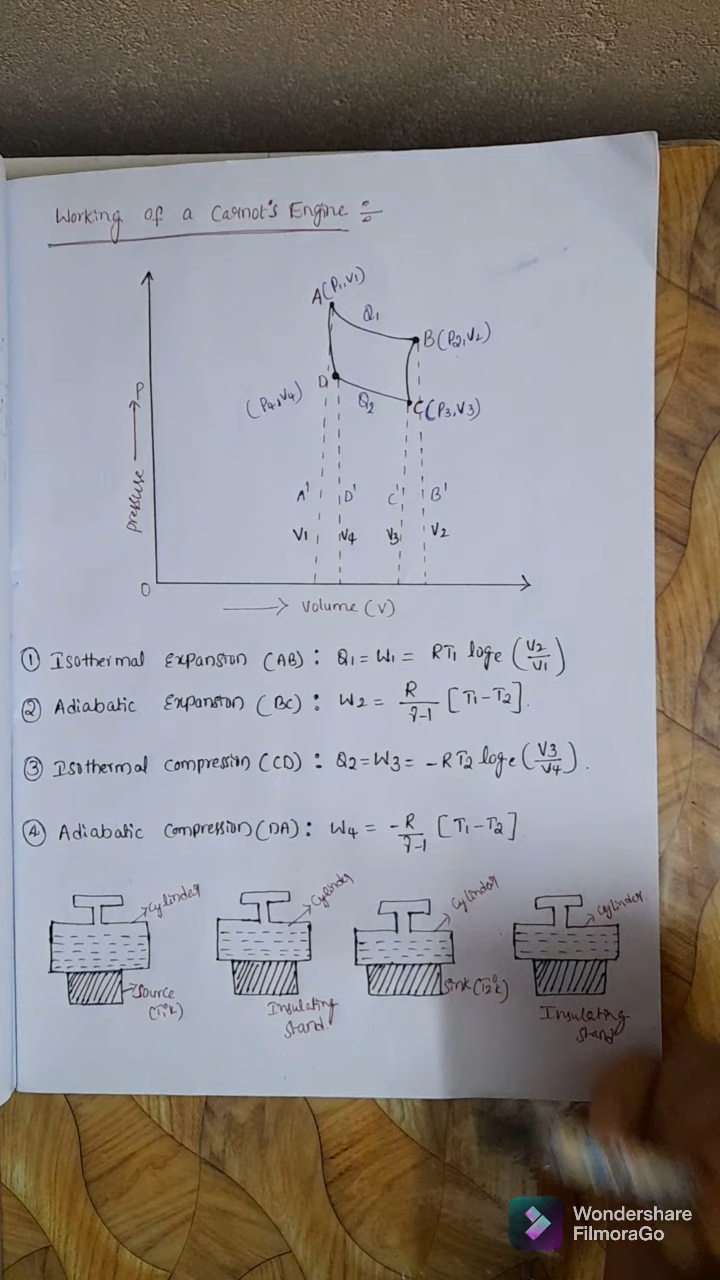 Working of a Carnot's Engine ÷
A(P1,V1)
Q1
B(P2,V2)
D
(P4,V4)
Q2
C(P3,V3)
Pressure → P
A' D' C' B'
V1 V4 V3 V2
O
→ Volume (V)
① Isothermal Expansion (AB) : Q1 = W1 = RT1 loge (V2/V1)
② Adiabatic Expansion (BC) : W2 = R/γ-1 [T1-T2].
③ Isothermal compression (CD) : Q2 = W3 = -RT2 loge (V3/V4).
④ Adiabatic Compression (DA) : W4 = -R/γ-1 [T1-T2]
Cylinder Cylinder Cylinder Cylinder.
Source (T1°K)
Insulating Stand.
Sink (T2°K)
Insulating Stand
Wondershare
FilmoraGo